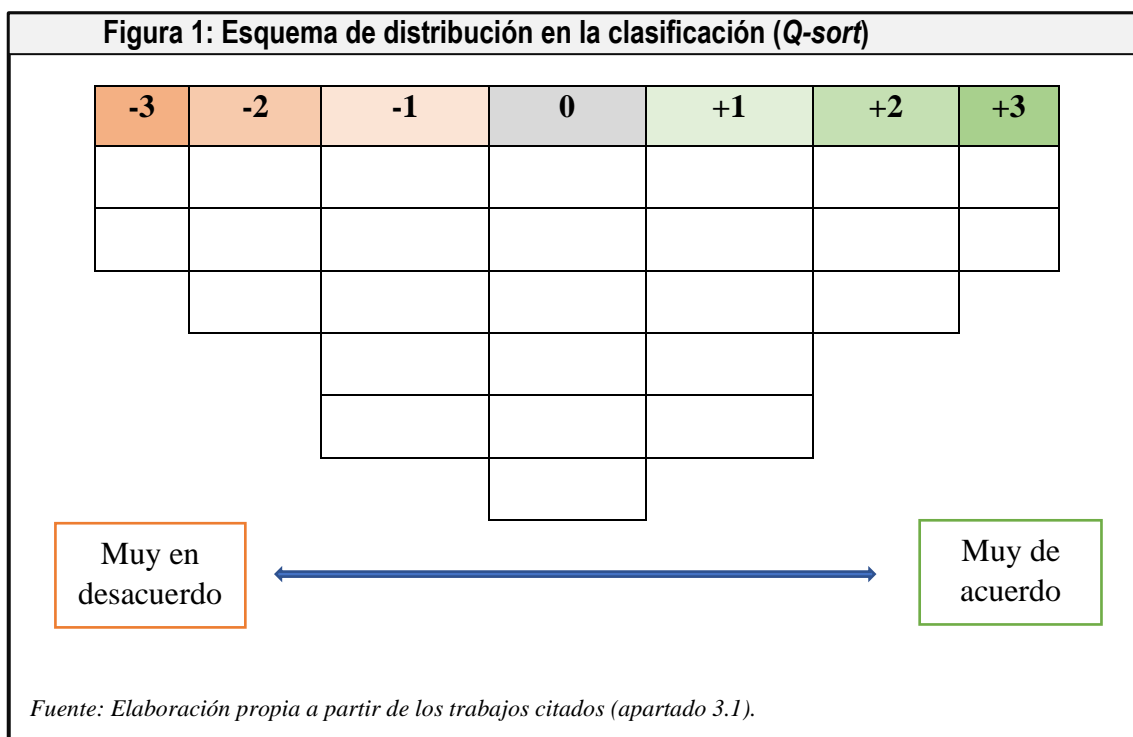 Figura 1: Esquema de distribución en la clasificación (Q-sort)
-3 -2 -1 0 +1 +2 +3
Muy en
desacuerdo
Muy de
acuerdo
Fuente: Elaboración propia a partir de los trabajos citados (apartado 3.1).